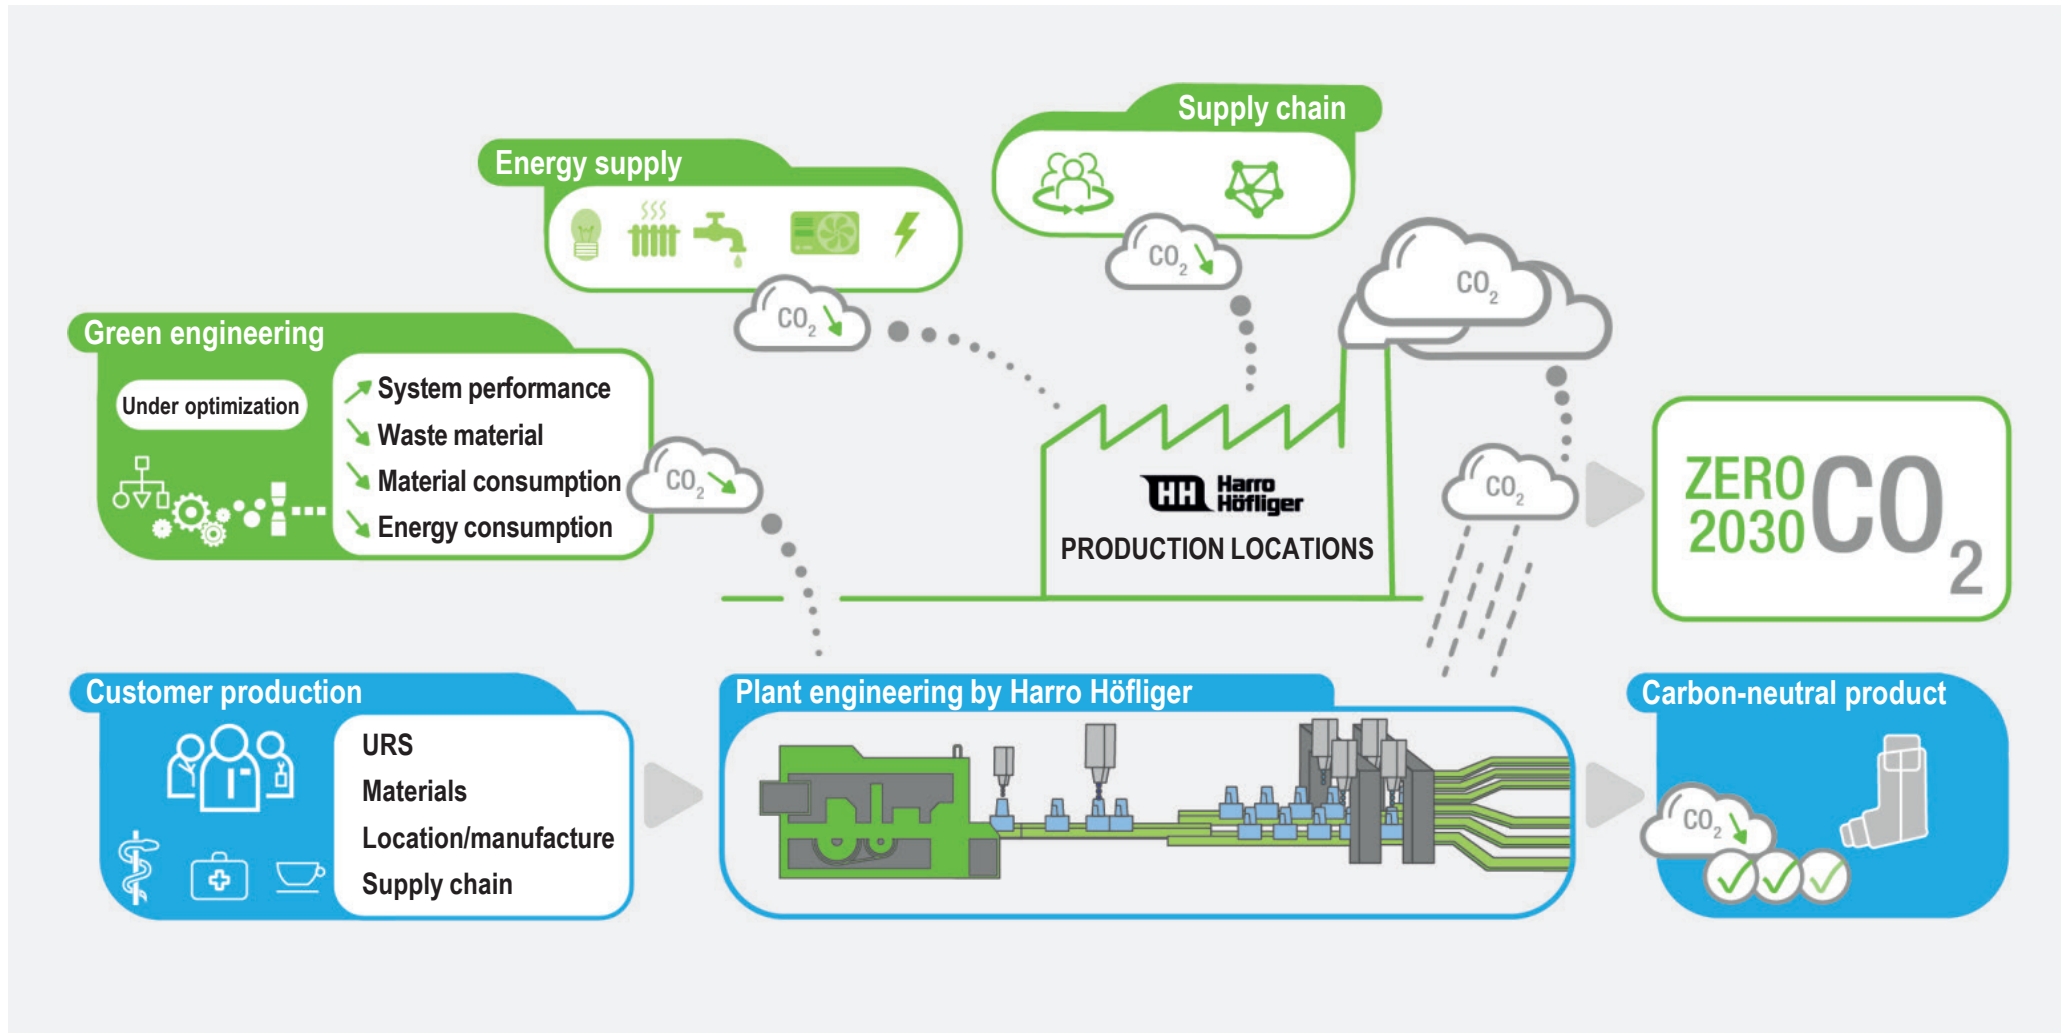 Supply chain
Energy supply
CO2
CO2
CO2
Green engineering
Under optimization
System performance
Waste material
Material consumption
Energy consumption
CO2
HH Harro
Höfliger
PRODUCTION LOCATIONS
CO2
ZERO
2030
CO2
Customer production
URS
Materials
Location/manufacture
Supply chain
Plant engineering by Harro Höfliger
Carbon-neutral product
CO2